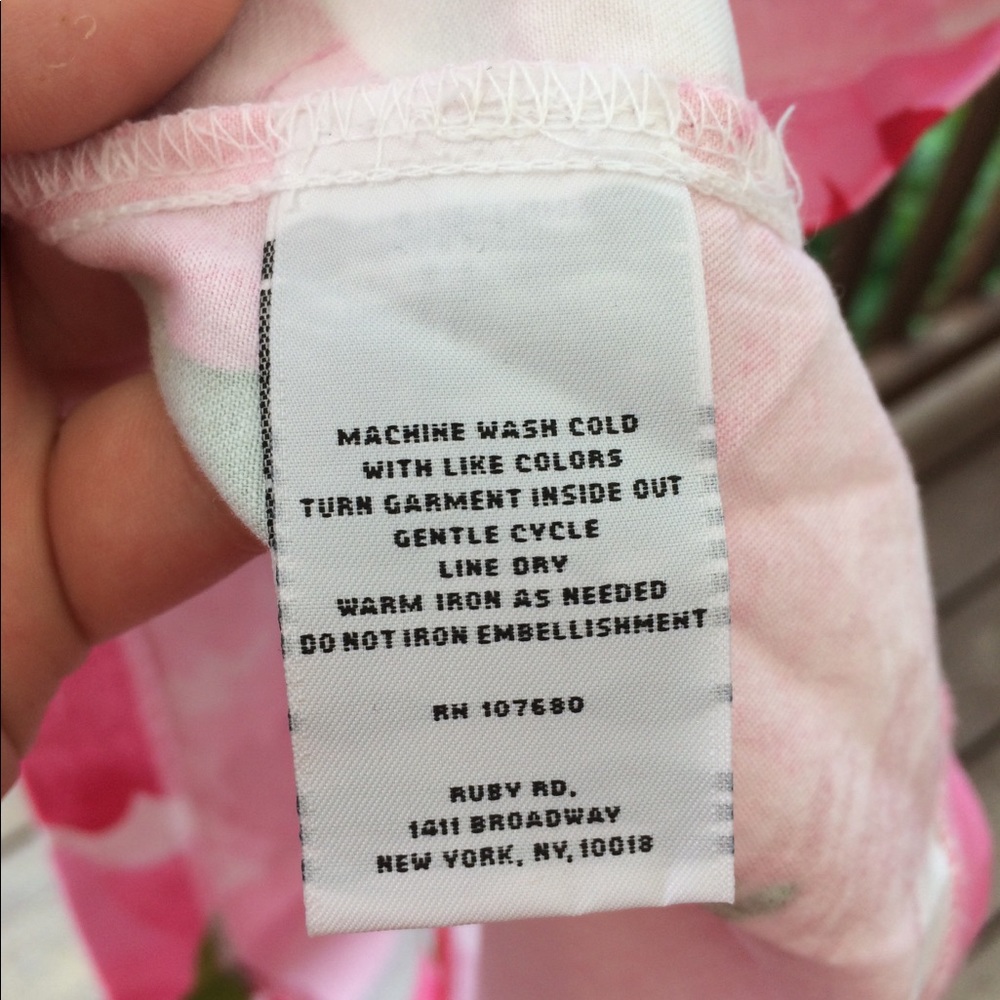 MACHINE WASH COLD
WITH LIKE COLORS
TURN GARMENT INSIDE OUT
GENTLE CYCLE
LINE DRY
WARM IRON AS NEEDED
DO NOT IRON EMBELLISHMENT
RN 107680
RUBY RD.
1411 BROADWAY
NEW YORK, NY, 10018